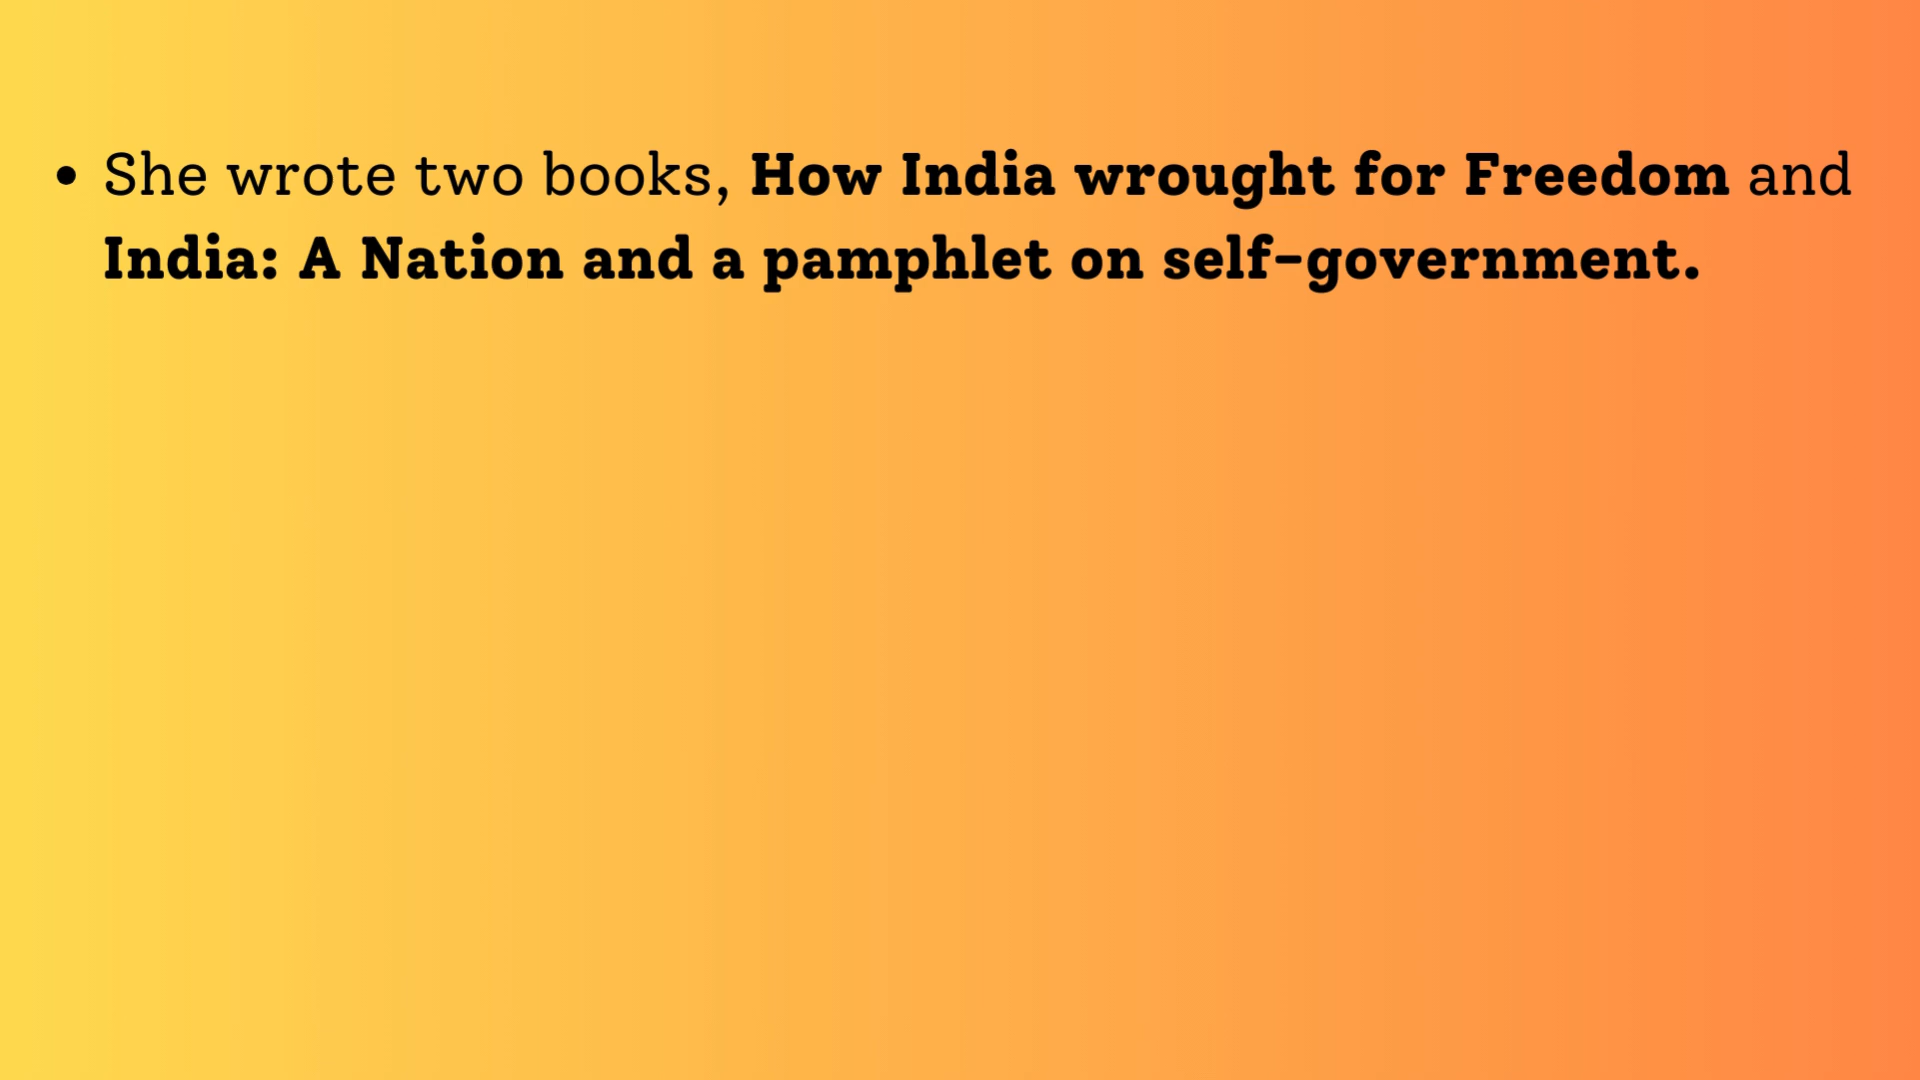 • She wrote two books, How India wrought for Freedom and
India: A Nation and a pamphlet on self-government.